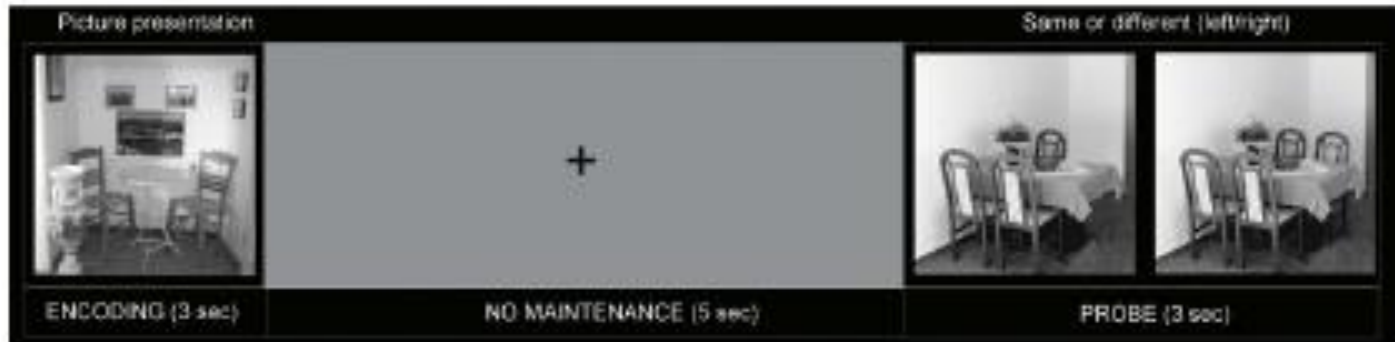 Picture presentation
Same or different (left/right)
ENCODING (3 sec)
NO MAINTENANCE (5 sec)
PROBE (3 sec)